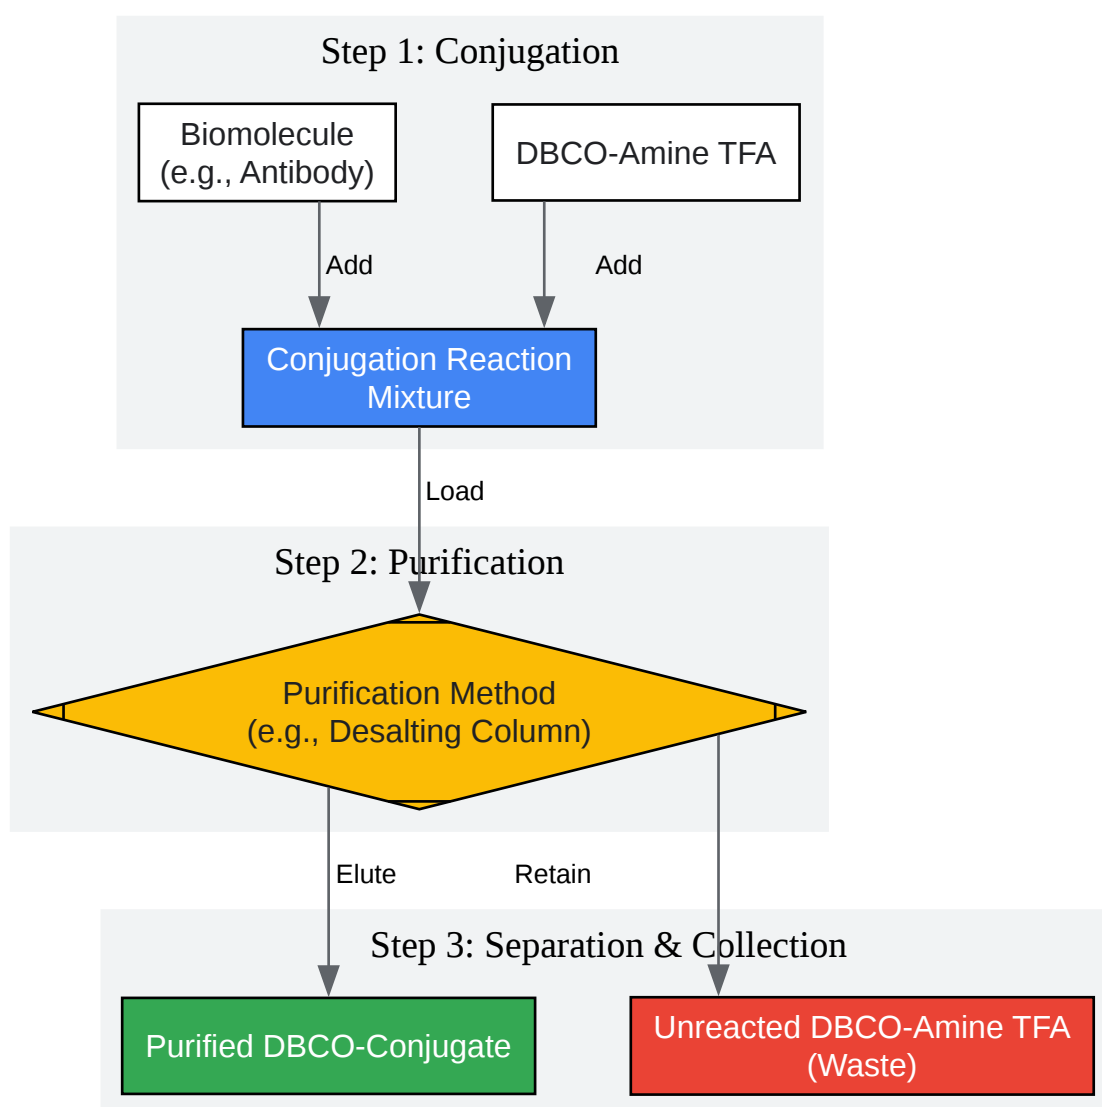 Step 1: Conjugation
Biomolecule
(e.g., Antibody)
DBCO-Amine TFA
Add
Add
Conjugation Reaction
Mixture
Load
Step 2: Purification
Purification Method
(e.g., Desalting Column)
Elute
Retain
Step 3: Separation & Collection
Purified DBCO-Conjugate
Unreacted DBCO-Amine TFA
(Waste)